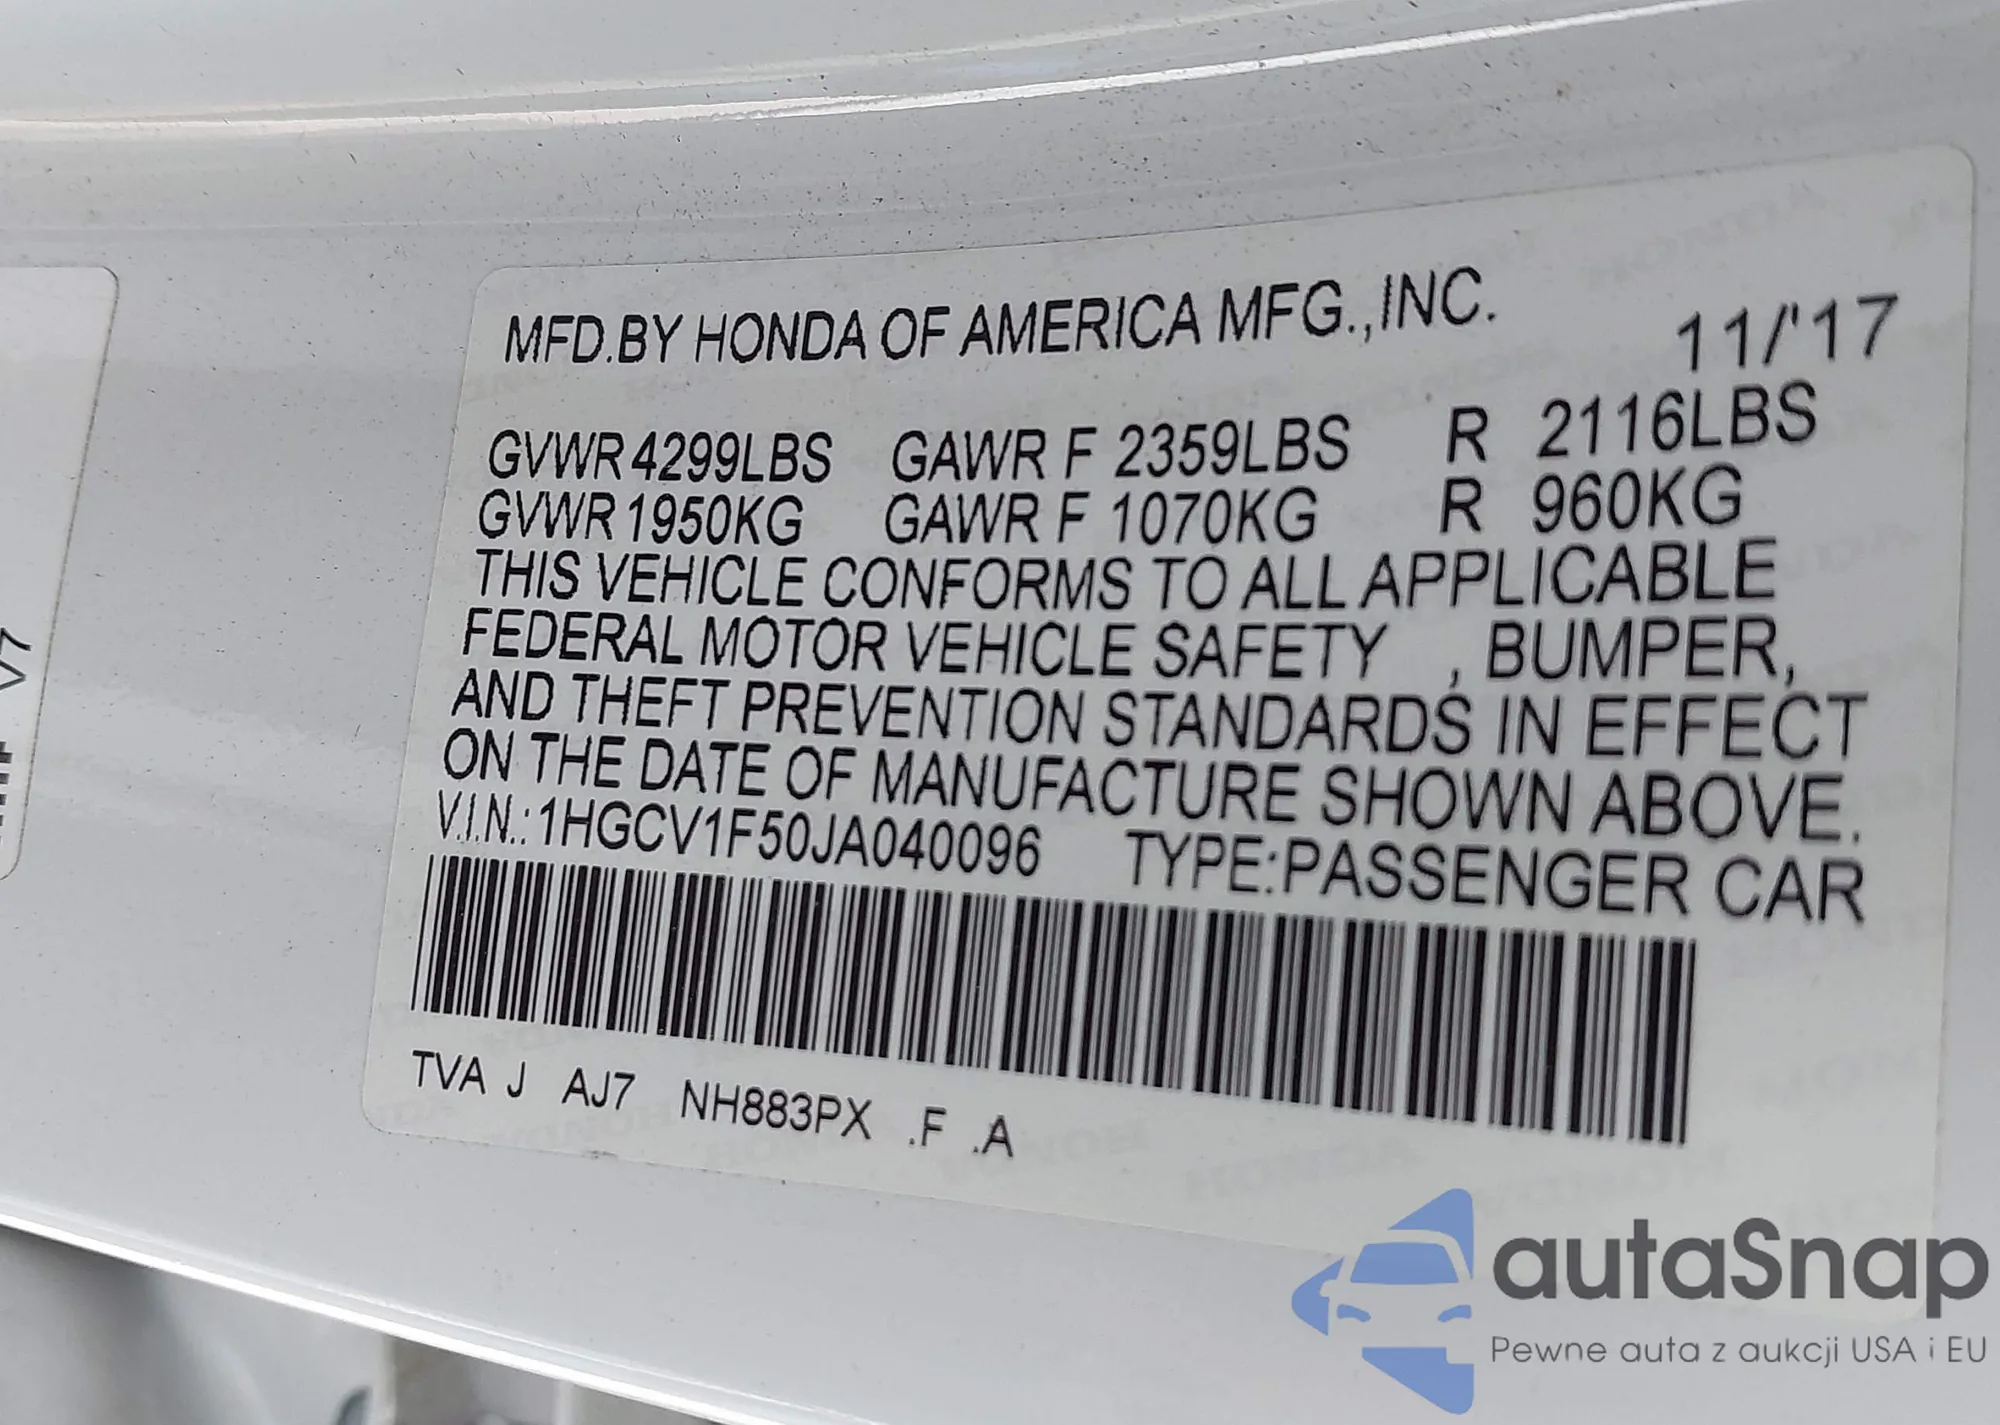 MFD.BY HONDA OF AMERICA MFG.,INC.
11/'17
GVWR 4299LBS GAWR F 2359LBS R 2116LBS
GVWR 1950KG GAWR F 1070KG R 960KG
THIS VEHICLE CONFORMS TO ALL APPLICABLE
FEDERAL MOTOR VEHICLE SAFETY , BUMPER,
AND THEFT PREVENTION STANDARDS IN EFFECT
ON THE DATE OF MANUFACTURE SHOWN ABOVE.
V.I.N.: 1HGCV1F50JA040096 TYPE:PASSENGER CAR
TVA J AJ7 NH883PX .F .A
V7
autaSnap
Pewne auta z aukcji USA i EU